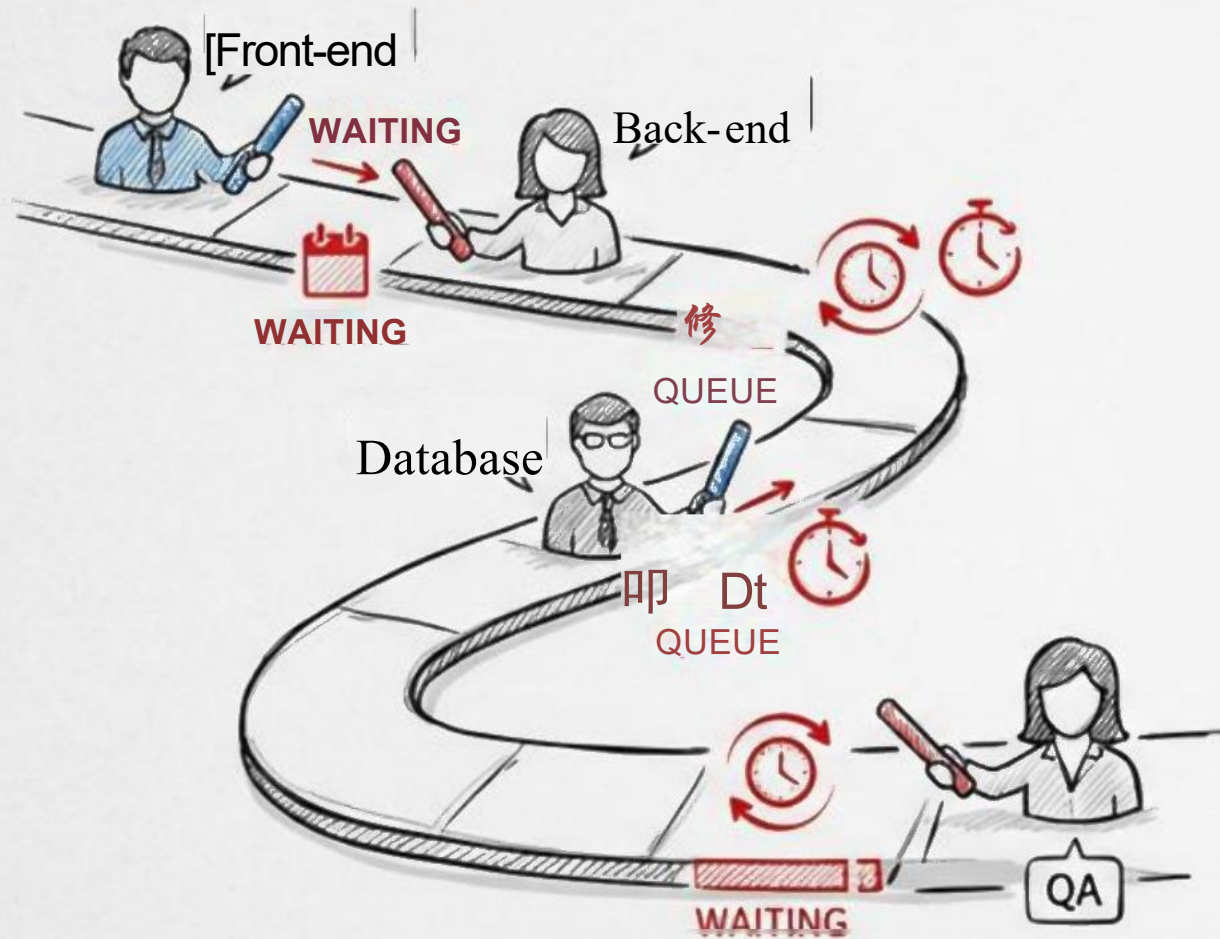 [Front-end
WAITING
Back-end
WAITING
修
QUEUE
Database
叩 Dt
QUEUE
WAITING
QA